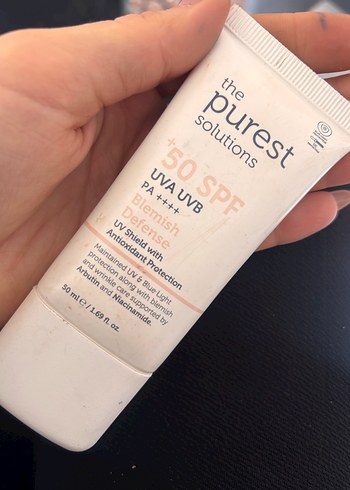 the
purest
solutions
+50 SPF
UVA UVB
PA ++++
Blemish
Defense
UV Shield with
Antioxidant Protection
Maintained UV & Blue Light
protection along with blemish
and wrinkle care supported by
Arbutin and Niacinamide.
50 ml ℮ / 1.69 fl. oz.